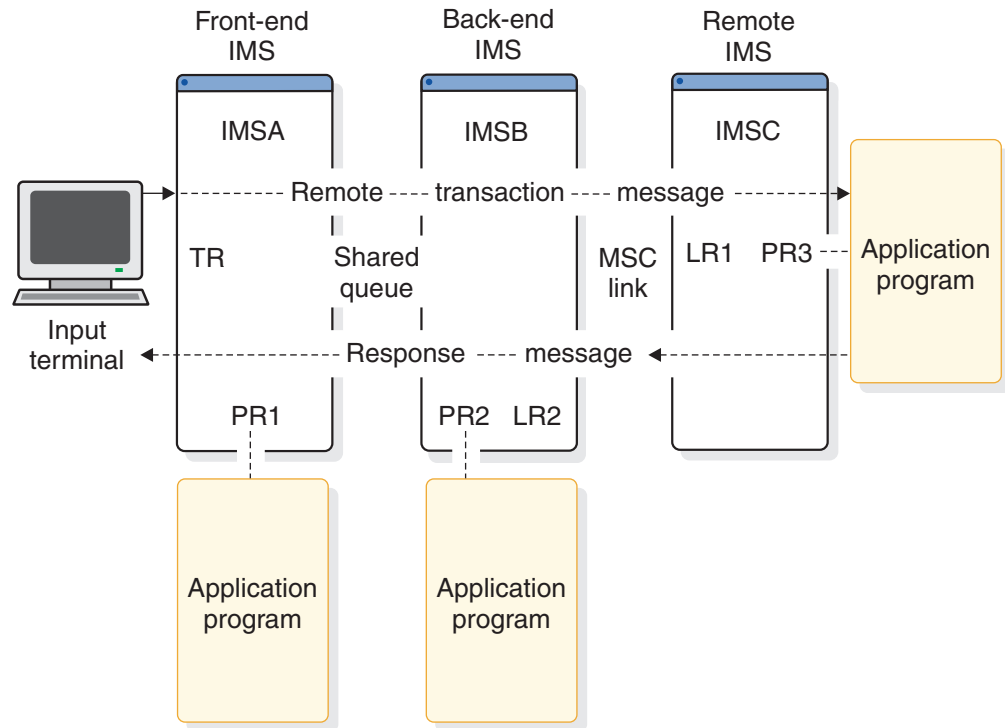 Front-end
IMS
Back-end
IMS
Remote
IMS
IMSA
IMSB
IMSC
Remote transaction message
TR
Shared
queue
MSC
link
LR1 PR3
Application
program
Input
terminal
Response message
PR1
PR2 LR2
Application
program
Application
program